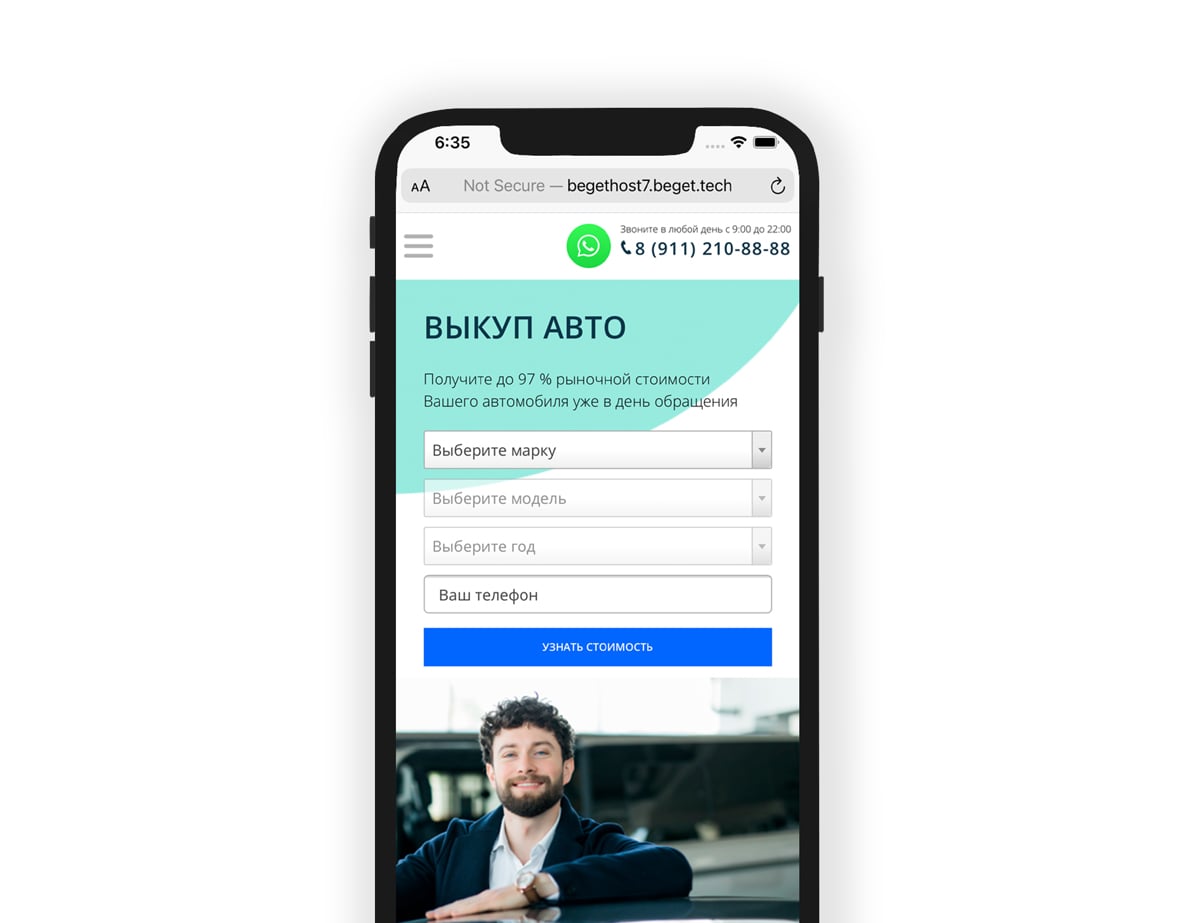 6:35
AA
Not Secure — begethost7.beget.tech
Звоните в любой день с 9:00 до 22:00
8 (911) 210-88-88
ВЫКУП АВТО
Получите до 97 % рыночной стоимости
Вашего автомобиля уже в день обращения
Выберите марку
Выберите модель
Выберите год
Ваш телефон
УЗНАТЬ СТОИМОСТЬ